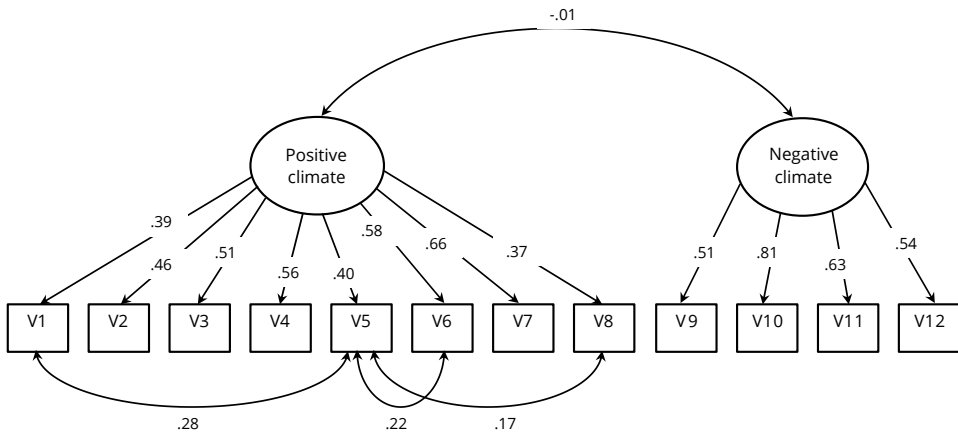 -.01
Positive
climate
Negative
climate
.39
.46
.51
.56
.40
.58
.66
.37
.51
.81
.63
.54
V1
V2
V3
V4
V5
V6
V7
V8
V9
V10
V11
V12
.28
.22
.17